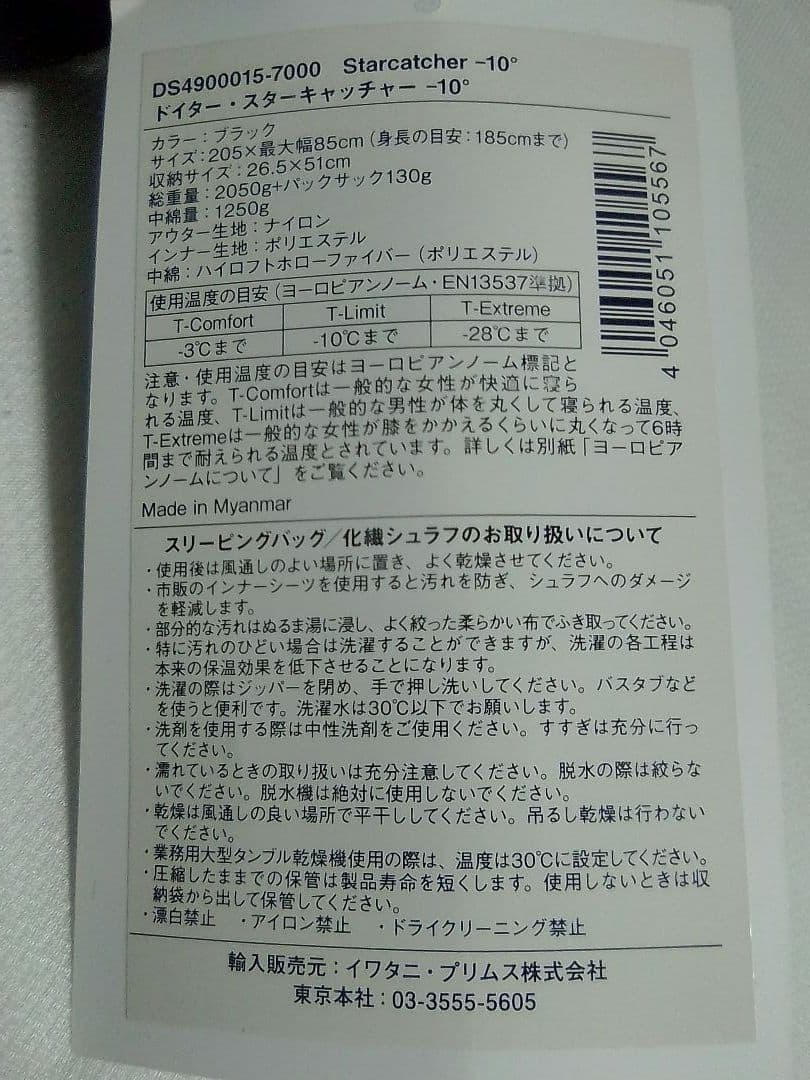 DS4900015-7000 Starcatcher -10°
ドイター・スターキャッチャー -10°
カラー：ブラック
サイズ：205×最大幅85cm（身長の目安：185cmまで）
収納サイズ：26.5×51cm
総重量：2050g+パックサック130g
中綿量：1250g
アウター生地：ナイロン
インナー生地：ポリエステル
中綿：ハイロフトホローファイバー（ポリエステル）
使用温度の目安（ヨーロピアンノーム・EN13537準拠）
T-Comfort T-Limit T-Extreme
-3℃まで -10℃まで -28℃まで
4 046051 105567
注意・使用温度の目安はヨーロピアンノーム標記と
なります。T-Comfortは一般的な女性が快適に寝ら
れる温度、T-Limitは一般的な男性が体を丸くして寝られる温度、
T-Extremeは一般的な女性が膝をかかえるくらいに丸くなって6時
間まで耐えられる温度とされています。詳しくは別紙「ヨーロピア
ンノームについて」をご覧ください。
Made in Myanmar
スリーピングバッグ／化繊シュラフのお取り扱いについて
・使用後は風通しのよい場所に置き、よく乾燥させてください。
・市販のインナーシーツを使用すると汚れを防ぎ、シュラフへのダメージ
を軽減します。
・部分的な汚れはぬるま湯に浸し、よく絞った柔らかい布でふき取ってください。
・特に汚れのひどい場合は洗濯することができますが、洗濯の各工程は
本来の保温効果を低下させることになります。
・洗濯の際はジッパーを閉め、手で押し洗いしてください。バスタブなど
を使うと便利です。洗濯水は30℃以下でお願いします。
・洗剤を使用する際は中性洗剤をご使用ください。すすぎは充分に行っ
てください。
・濡れているときの取り扱いは充分注意してください。脱水の際は絞らな
いでください。脱水機は絶対に使用しないでください。
・乾燥は風通しの良い場所で平干ししてください。吊るし乾燥は行わない
でください。
・業務用大型タンブル乾燥機使用の際は、温度は30℃に設定してください。
・圧縮したままでの保管は製品寿命を短くします。使用しないときは収
納袋から出して保管してください。
・漂白禁止 ・アイロン禁止 ・ドライクリーニング禁止
輸入販売元：イワタニ・プリムス株式会社
東京本社：03-3555-5605